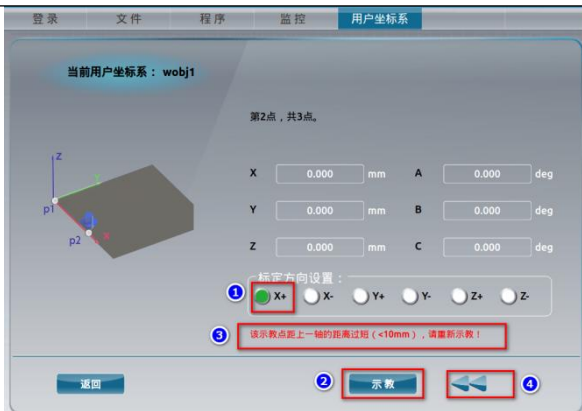 登录 文件 程序 监控 用户坐标系
当前用户坐标系： wobj1
第2点，共3点。
Z
Y
p1
p2 X
X 0.000 mm A 0.000 deg
Y 0.000 mm B 0.000 deg
Z 0.000 mm C 0.000 deg
标定方向设置：
1 X+ X- Y+ Y- Z+ Z-
3 该示教点距上一轴的距离过短（<10mm），请重新示教！
返回 2 示教 4